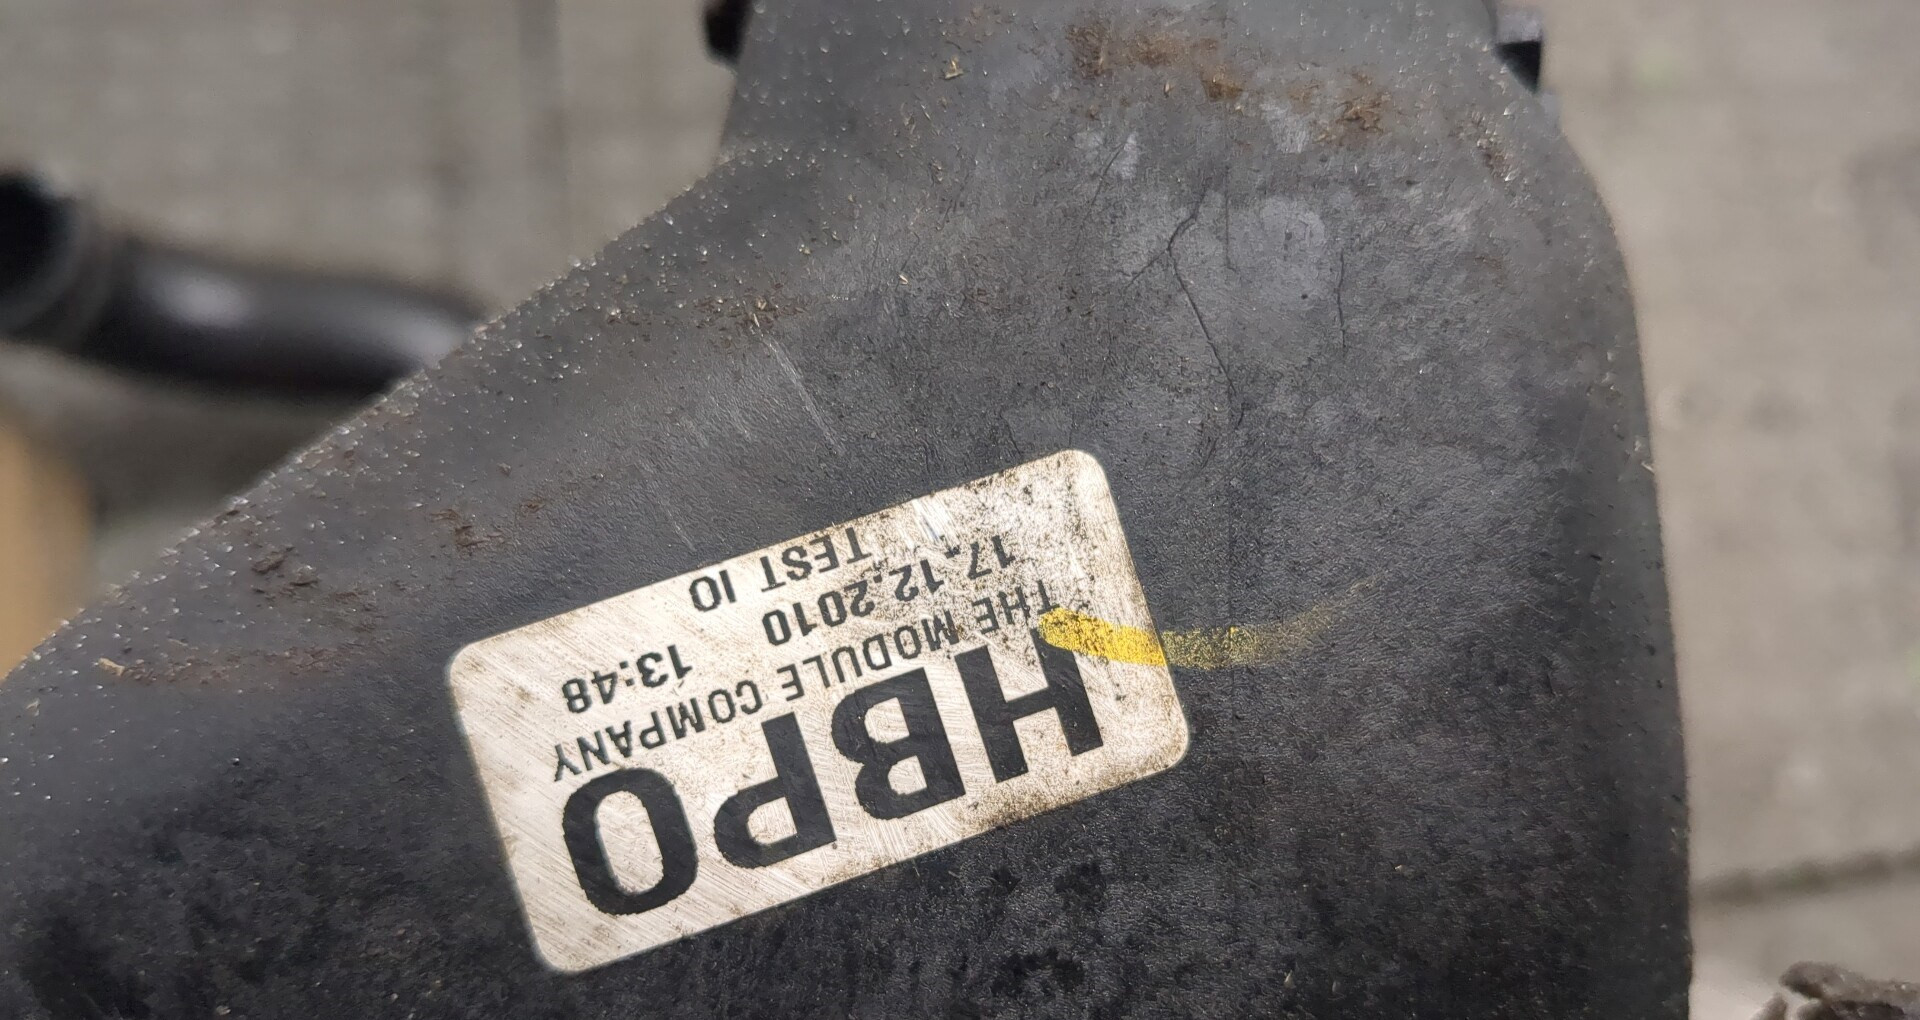 HBPO
THE MODULE COMPANY
17.12.2010 13:48
TEST IO